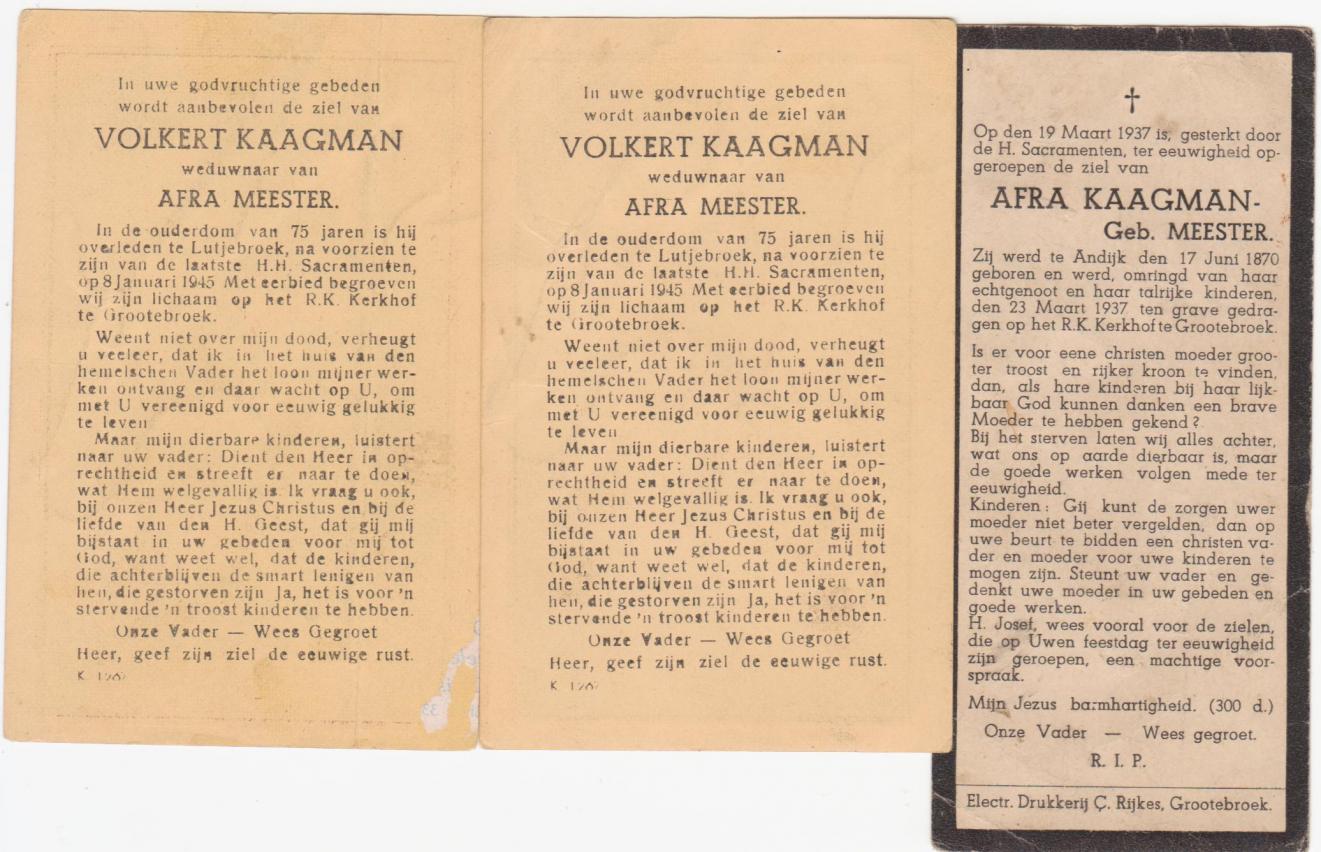 In uwe godvruchtige gebeden
wordt aanbevolen de ziel van
VOLKERT KAAGMAN
weduwnaar van
AFRA MEESTER.
In de ouderdom van 75 jaren is hij
overleden te Lutjebroek, na voorzien te
zijn van de laatste H.H. Sacramenten,
op 8 Januari 1945 Met eerbied begroeven
wij zijn lichaam op het R.K. Kerkhof
te Grootebroek.
Weent niet over mijn dood, verheugt
u veeleer, dat ik in het huis van den
hemelschen Vader het loon mijner wer-
ken ontvang en daar wacht op U, om
met U vereenigd voor eeuwig gelukkig
te leven
Maar mijn dierbare kinderen, luistert
naar uw vader: Dient den Heer in op-
rechtheid en streeft er naar te doen,
wat Hem welgevallig is. Ik vraag u ook,
bij onzen Heer Jezus Christus en bij de
liefde van den H. Geest, dat gij mij
bijstaat in uw gebeden voor mij tot
God, want weet wel, dat de kinderen,
die achterblijven de smart lenigen van
hen, die gestorven zijn Ja, het is voor 'n
stervende 'n troost kinderen te hebben.
Onze Vader — Wees Gegroet
Heer, geef zijn ziel de eeuwige rust.
In uwe godvruchtige gebeden
wordt aanbevolen de ziel van
VOLKERT KAAGMAN
weduwnaar van
AFRA MEESTER.
In de ouderdom van 75 jaren is hij
overleden te Lutjebroek, na voorzien te
zijn van de laatste H.H. Sacramenten,
op 8 Januari 1945 Met eerbied begroeven
wij zijn lichaam op het R.K. Kerkhof
te Grootebroek.
Weent niet over mijn dood, verheugt
u veeleer, dat ik in het huis van den
hemelschen Vader het loon mijner wer-
ken ontvang en daar wacht op U, om
met U vereenigd voor eeuwig gelukkig
te leven
Maar mijn dierbare kinderen, luistert
naar uw vader: Dient den Heer in op-
rechtheid en streeft er naar te doen,
wat Hem welgevallig is. Ik vraag u ook,
bij onzen Heer Jezus Christus en bij de
liefde van den H. Geest, dat gij mij
bijstaat in uw gebeden voor mij tot
God, want weet wel, dat de kinderen,
die achterblijven de smart lenigen van
hen, die gestorven zijn Ja, het is voor 'n
stervende 'n troost kinderen te hebben.
Onze Vader — Wees Gegroet
Heer, geef zijn ziel de eeuwige rust.
Op den 19 Maart 1937 is, gesterkt door
de H. Sacramenten, ter eeuwigheid op-
geroepen de ziel van
AFRA KAAGMAN-
Geb. MEESTER.
Zij werd te Andijk den 17 Juni 1870
geboren en werd, omringd van haar
echtgenoot en haar talrijke kinderen,
den 23 Maart 1937 ten grave gedra-
gen op het R.K. Kerkhof te Grootebroek.
Is er voor eene christen moeder groo-
ter troost en rijker kroon te vinden,
dan, als hare kinderen bij haar lijk-
baar God kunnen danken een brave
Moeder te hebben gekend?
Bij het sterven laten wij alles achter,
wat ons op aarde dierbaar is, maar
de goede werken volgen mede ter
eeuwigheid.
Kinderen: Gij kunt de zorgen uwer
moeder niet beter vergelden, dan op
uwe beurt te bidden een christen va-
der en moeder voor uwe kinderen te
mogen zijn. Steunt uw vader en ge-
denkt uwe moeder in uw gebeden en
goede werken.
H. Josef, wees vooral voor de zielen,
die op Uwen feestdag ter eeuwigheid
zijn geroepen, een machtige voor-
spraak.
Mijn Jezus barmhartigheid. (300 d.)
Onze Vader — Wees gegroet.
R. I. P.
Electr. Drukkerij C. Rijkes, Grootebroek.